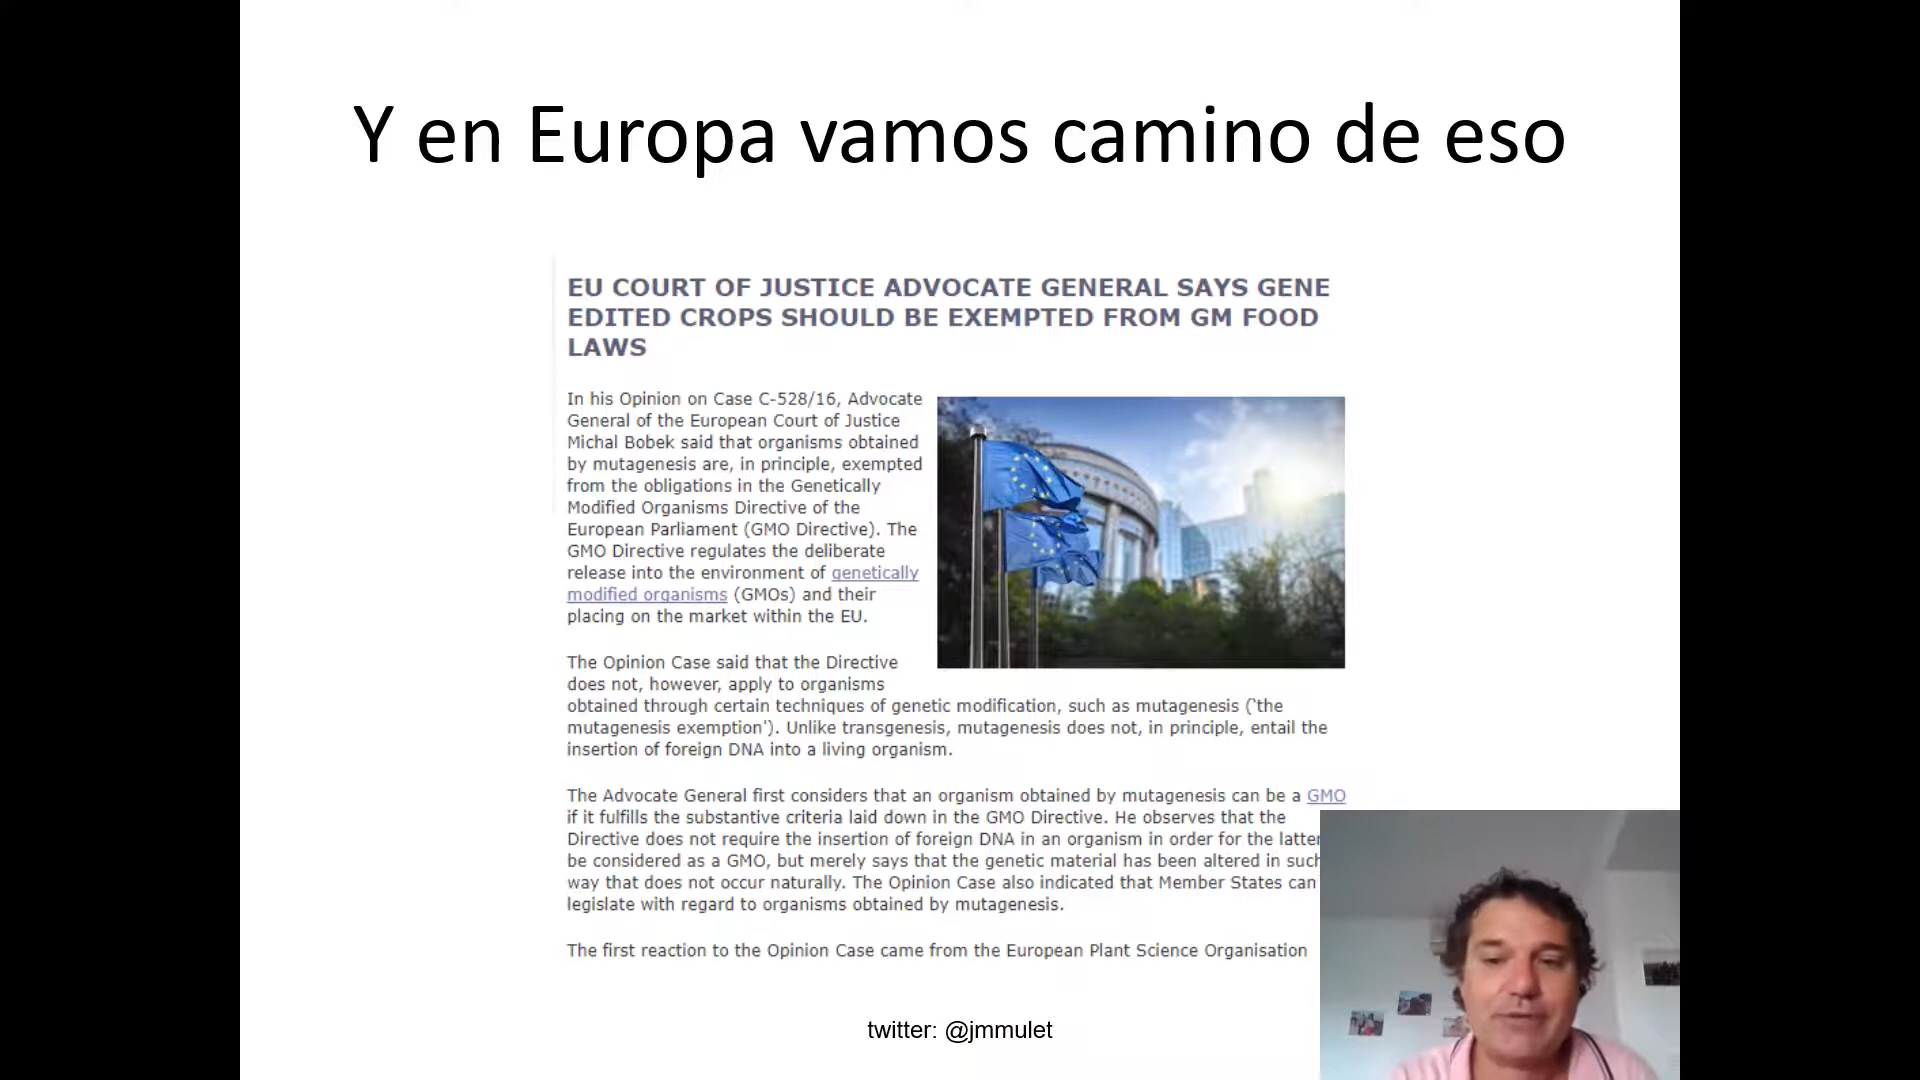 Y en Europa vamos camino de eso
EU COURT OF JUSTICE ADVOCATE GENERAL SAYS GENE
EDITED CROPS SHOULD BE EXEMPTED FROM GM FOOD
LAWS
In his Opinion on Case C-528/16, Advocate
General of the European Court of Justice
Michal Bobek said that organisms obtained
by mutagenesis are, in principle, exempted
from the obligations in the Genetically
Modified Organisms Directive of the
European Parliament (GMO Directive). The
GMO Directive regulates the deliberate
release into the environment of genetically
modified organisms (GMOs) and their
placing on the market within the EU.
The Opinion Case said that the Directive
does not, however, apply to organisms
obtained through certain techniques of genetic modification, such as mutagenesis ('the
mutagenesis exemption'). Unlike transgenesis, mutagenesis does not, in principle, entail the
insertion of foreign DNA into a living organism.
The Advocate General first considers that an organism obtained by mutagenesis can be a GMO
if it fulfills the substantive criteria laid down in the GMO Directive. He observes that the
Directive does not require the insertion of foreign DNA in an organism in order for the latter
be considered as a GMO, but merely says that the genetic material has been altered in such
way that does not occur naturally. The Opinion Case also indicated that Member States can
legislate with regard to organisms obtained by mutagenesis.
The first reaction to the Opinion Case came from the European Plant Science Organisation
twitter: @jmmulet